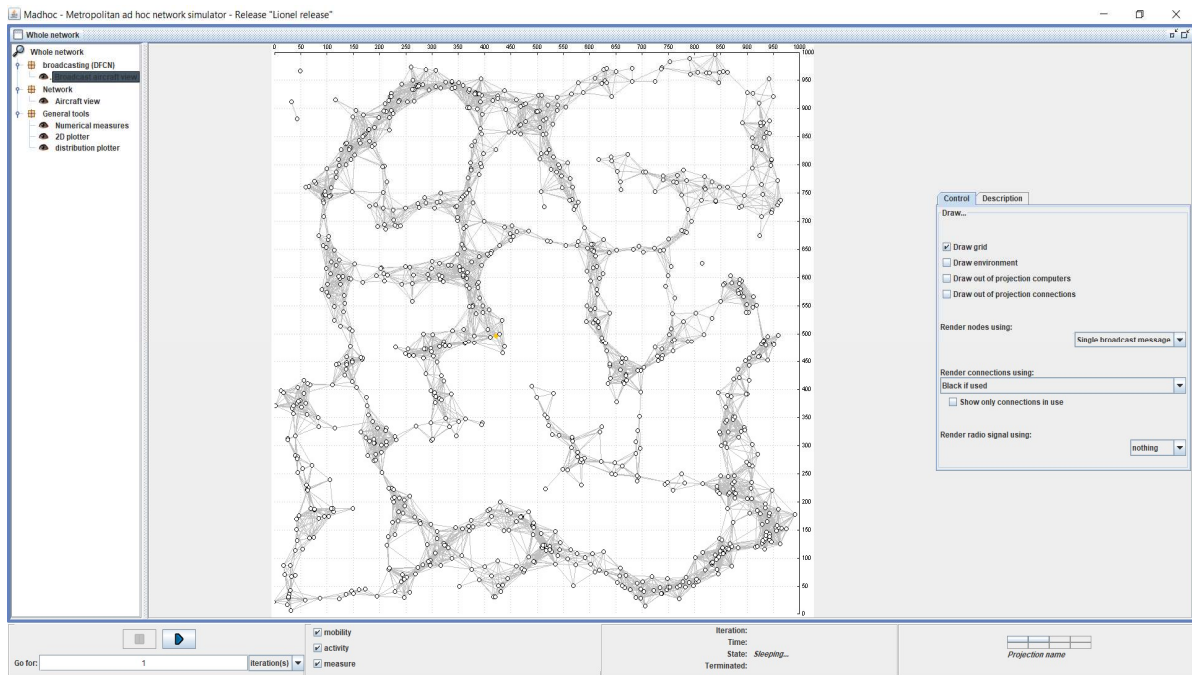 Madhoc - Metropolitan ad hoc network simulator - Release "Lionel release"
Whole network
Whole network
broadcasting (DFCN)
Broadcast aircraft view
Network
Aircraft view
General tools
Numerical measures
2D plotter
distribution plotter
0 50 100 150 200 250 300 350 400 450 500 550 600 650 700 750 800 850 900 950 1000
1000
950
900
850
800
750
700
650
600
550
500
450
400
350
300
250
200
150
100
50
0
Control Description
Draw...
Draw grid
Draw environment
Draw out of projection computers
Draw out of projection connections
Render nodes using:
Single broadcast message
Render connections using:
Black if used
Show only connections in use
Render radio signal using:
nothing
Go for: 1 iteration(s)
mobility
activity
measure
Iteration:
Time:
State: Sleeping...
Terminated:
Projection name